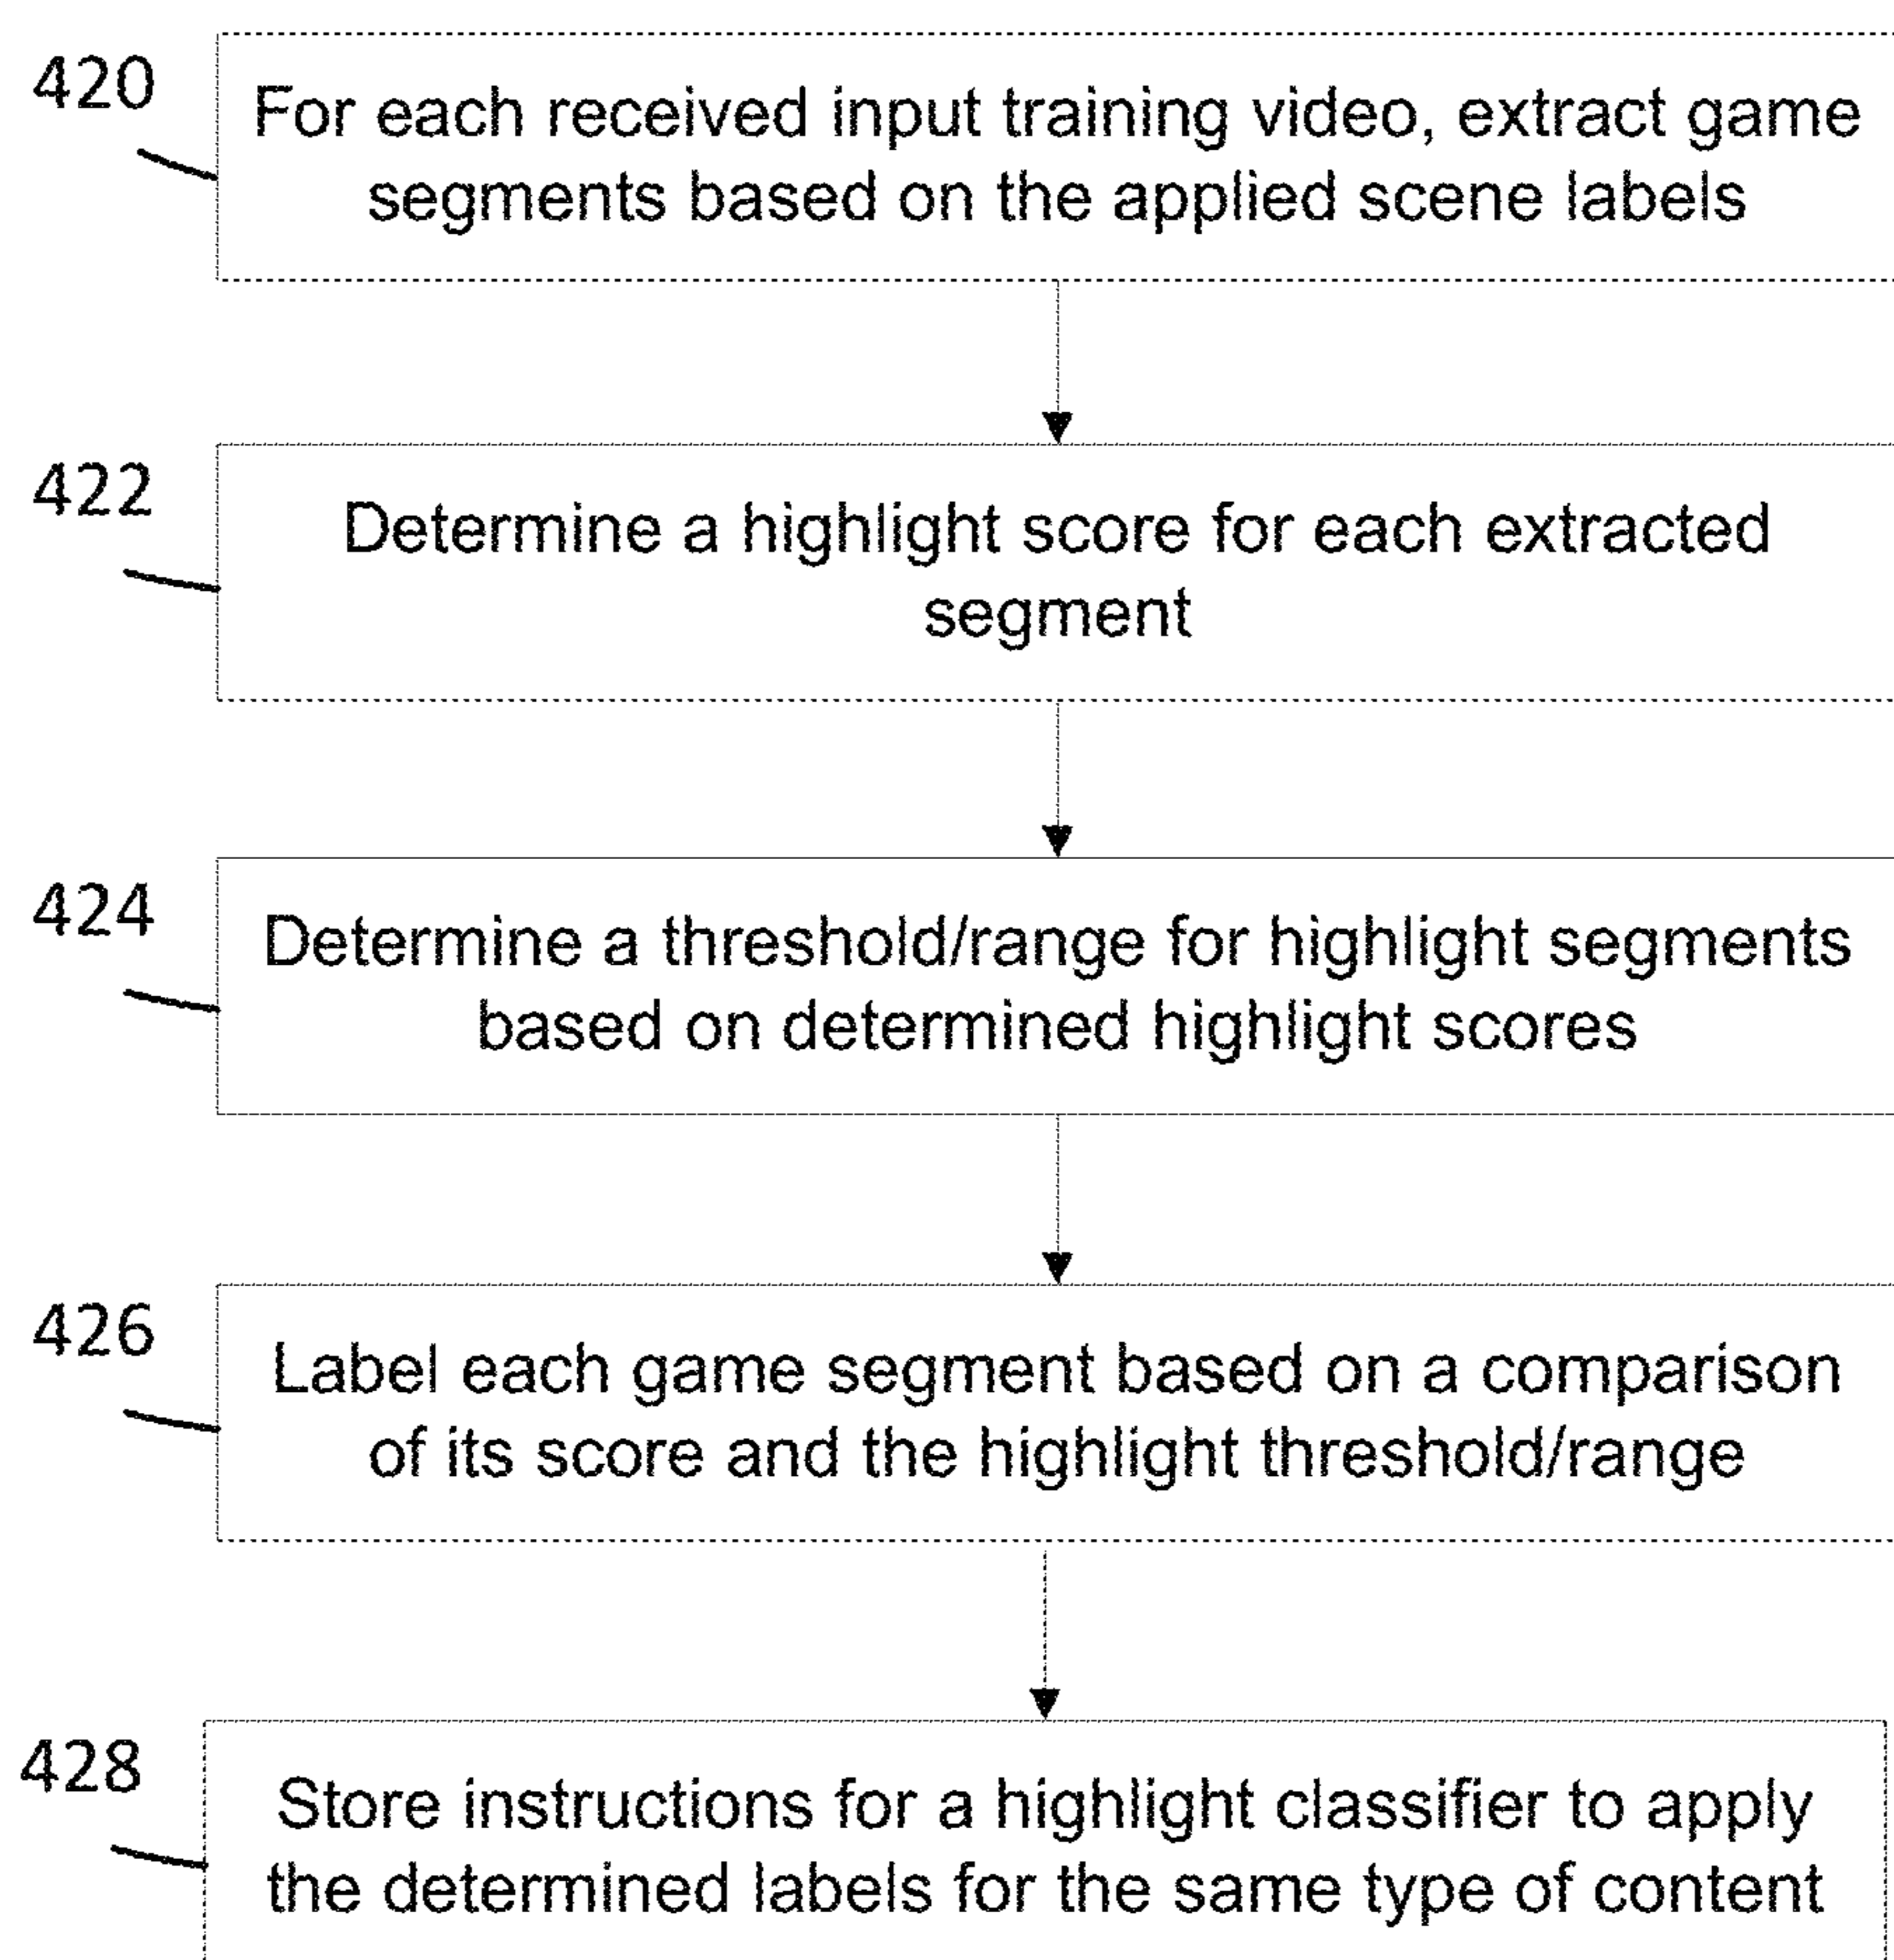 420
For each received input training video, extract game
segments based on the applied scene labels
422
Determine a highlight score for each extracted
segment
424
Determine a threshold/range for highlight segments
based on determined highlight scores
426
Label each game segment based on a comparison
of its score and the highlight threshold/range
428
Store instructions for a highlight classifier to apply
the determined labels for the same type of content